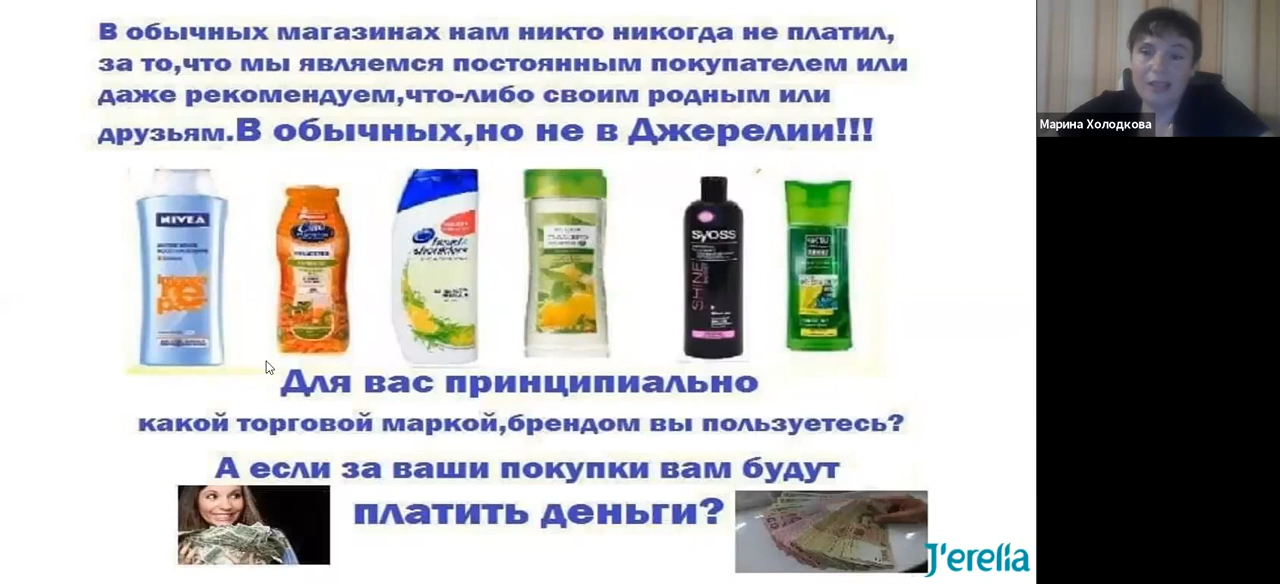 В обычных магазинах нам никто никогда не платил,
за то,что мы являемся постоянным покупателем или
даже рекомендуем,что-либо своим родным или
друзьям.В обычных,но не в Джерелии!!!
Марина Холодкова
NIVEA
head & shoulders
syoss
SHINE
ЧИСТАЯ ЛИНИЯ
Для вас принципиально
какой торговой маркой,брендом вы пользуетесь?
А если за ваши покупки вам будут
платить деньги?
J'erelia